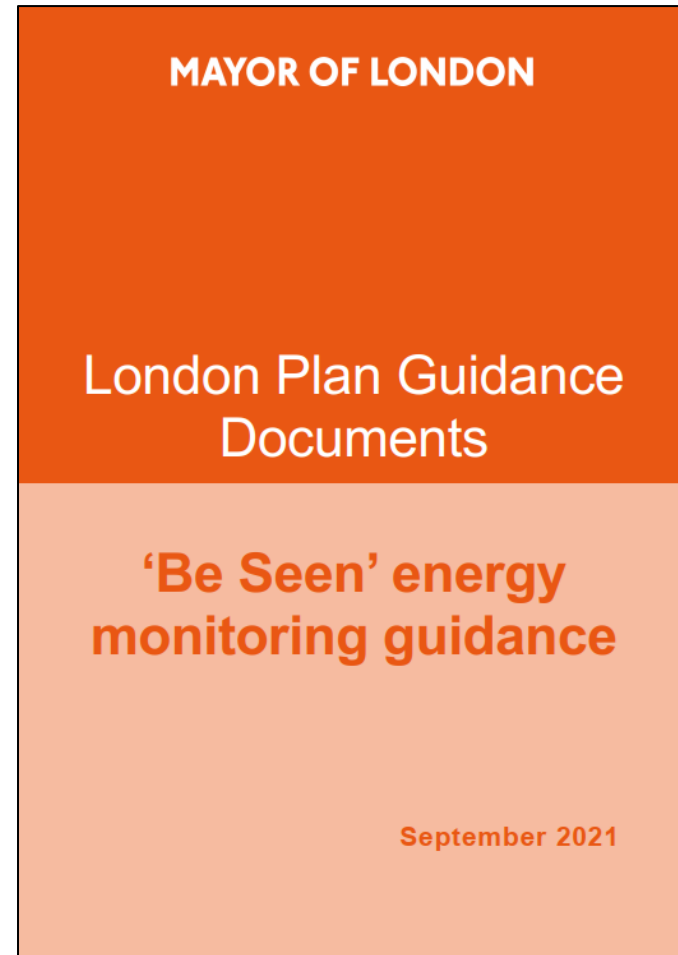 MAYOR OF LONDON
London Plan Guidance
Documents
‘Be Seen’ energy
monitoring guidance
September 2021